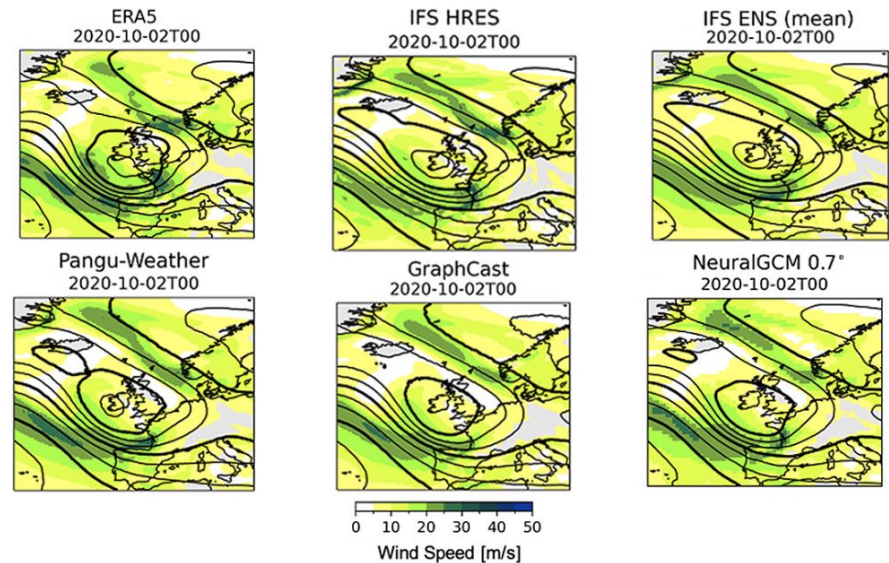 ERA5
2020-10-02T00
IFS HRES
2020-10-02T00
IFS ENS (mean)
2020-10-02T00
Pangu-Weather
2020-10-02T00
GraphCast
2020-10-02T00
NeuralGCM 0.7°
2020-10-02T00
0 10 20 30 40 50
Wind Speed [m/s]